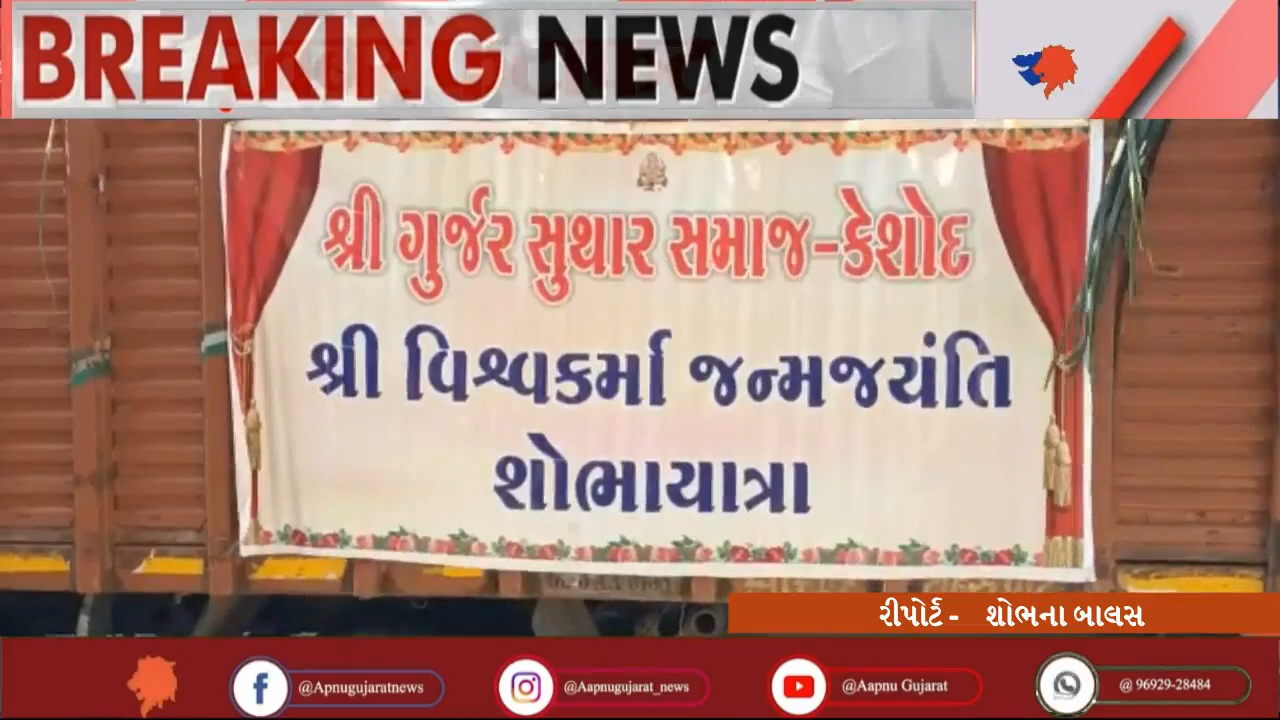 BREAKING NEWS
શ્રી ગુર્જર સુથાર સમાજ-કેશોદ
શ્રી વિશ્વકર્મા જન્મજયંતિ
શોભાયાત્રા
રીપોર્ટ - શોભના બાલસ
@Apnugujaratnews
@Aapnugujarat_news
@Aapnu Gujarat
@ 96929-28484